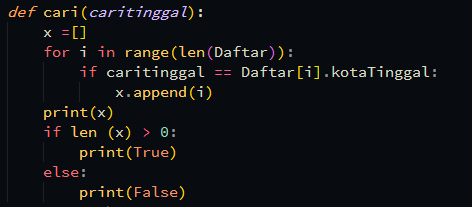 def cari(caritinggal):
    x =[]
    for i in range(len(Daftar)):
        if caritinggal == Daftar[i].kotaTinggal:
            x.append(i)
    print(x)
    if len (x) > 0:
        print(True)
    else:
        print(False)